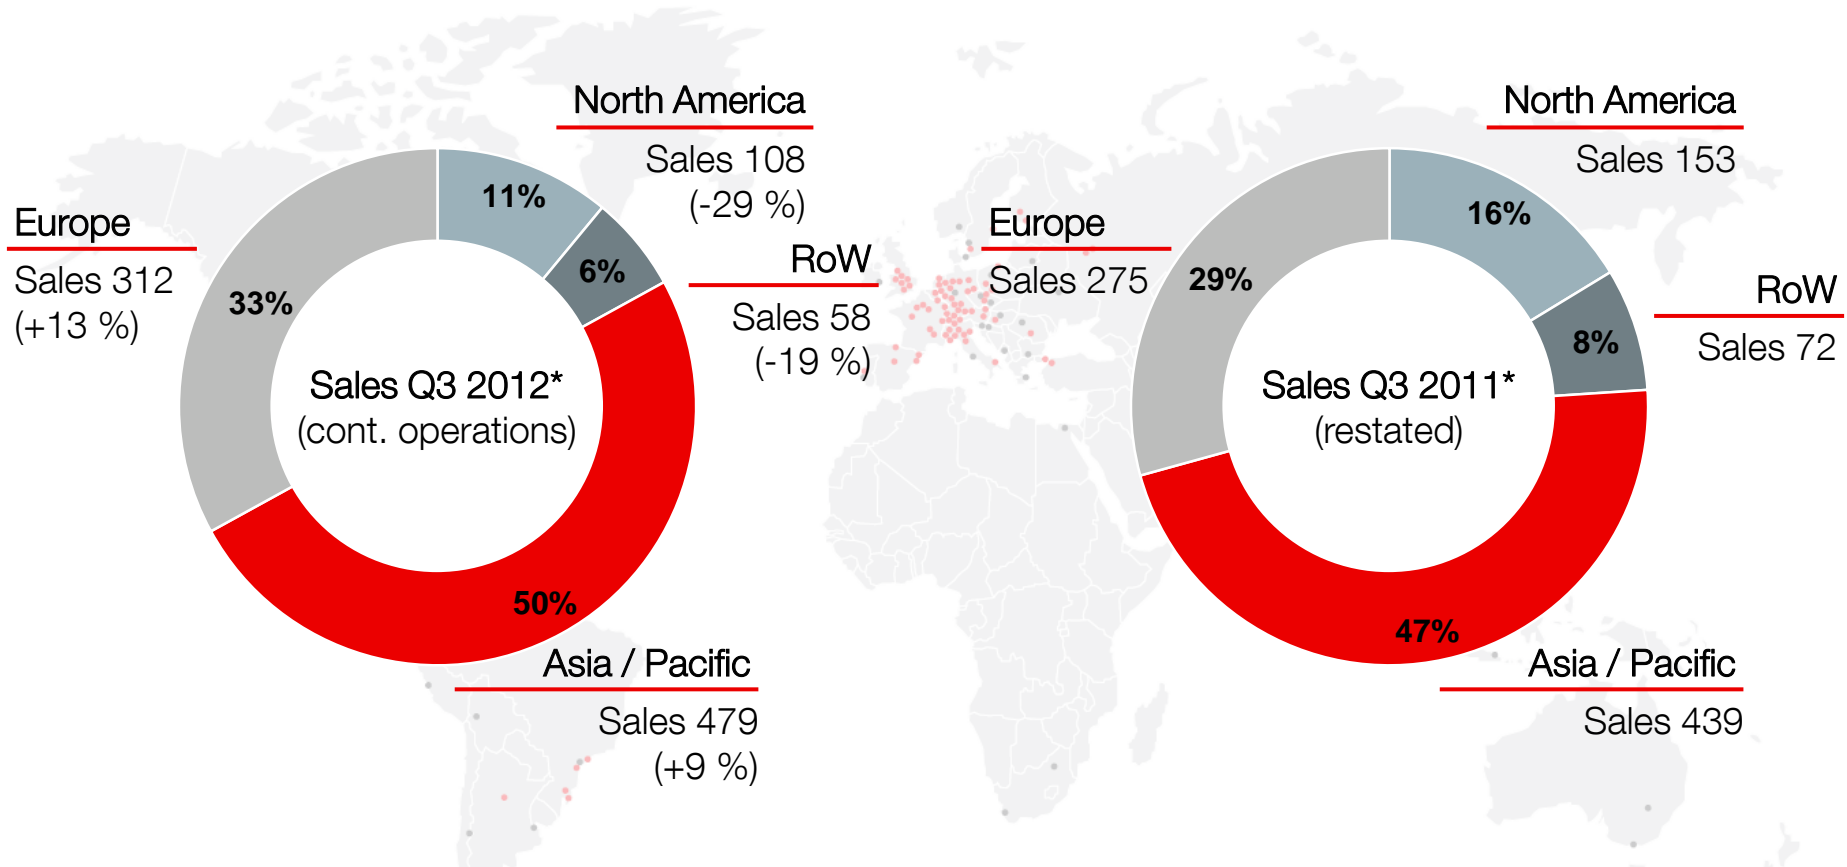 North America
Sales 108
(-29 %)
11%
Europe
Sales 312
(+13 %)
33%
6%
RoW
Sales 58
(-19 %)
Sales Q3 2012*
(cont. operations)
50%
Asia / Pacific
Sales 479
(+9 %)
North America
Sales 153
16%
Europe
Sales 275
29%
RoW
Sales 72
8%
Sales Q3 2011*
(restated)
47%
Asia / Pacific
Sales 439